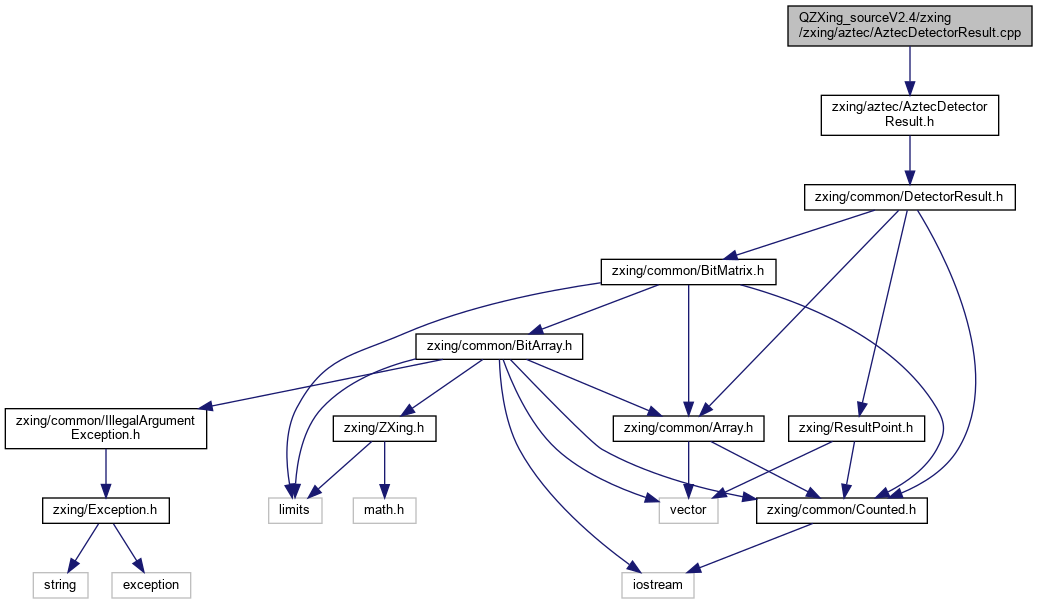 QZXing_sourceV2.4/zxing
/zxing/aztec/AztecDetectorResult.cpp
zxing/aztec/AztecDetector
Result.h
zxing/common/DetectorResult.h
zxing/common/BitMatrix.h
zxing/common/BitArray.h
zxing/common/IllegalArgument
Exception.h
zxing/ZXing.h
zxing/common/Array.h
zxing/ResultPoint.h
zxing/Exception.h
limits
math.h
vector
zxing/common/Counted.h
string
exception
iostream